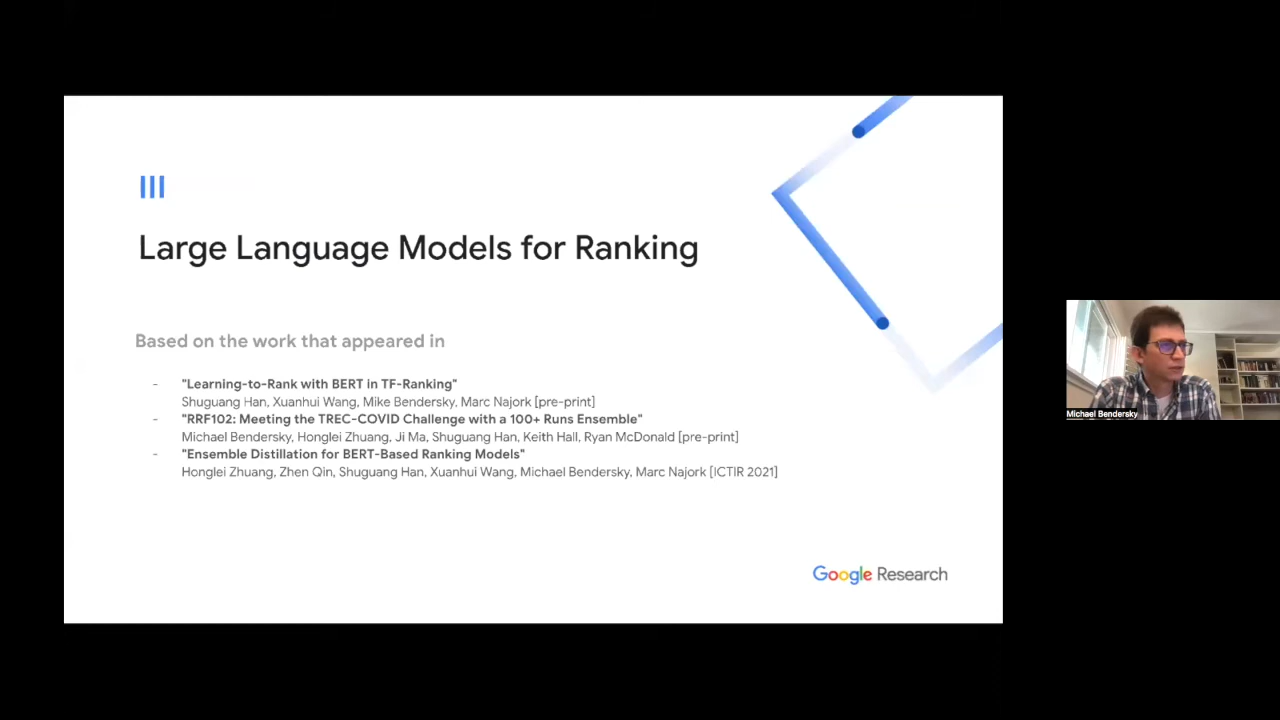 III
Large Language Models for Ranking
Based on the work that appeared in
- "Learning-to-Rank with BERT in TF-Ranking"
Shuguang Han, Xuanhui Wang, Mike Bendersky, Marc Najork [pre-print]
- "RRF102: Meeting the TREC-COVID Challenge with a 100+ Runs Ensemble"
Michael Bendersky, Honglei Zhuang, Ji Ma, Shuguang Han, Keith Hall, Ryan McDonald [pre-print]
- "Ensemble Distillation for BERT-Based Ranking Models"
Honglei Zhuang, Zhen Qin, Shuguang Han, Xuanhui Wang, Michael Bendersky, Marc Najork [ICTIR 2021]
Google Research
Michael Bendersky